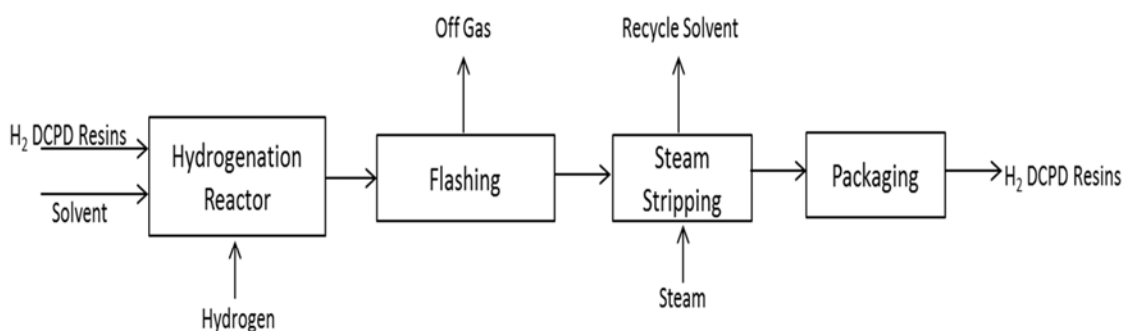 Off Gas
Recycle Solvent
H₂ DCPD Resins
Solvent
Hydrogenation
Reactor
Flashing
Steam
Stripping
Packaging
H₂ DCPD Resins
Hydrogen
Steam